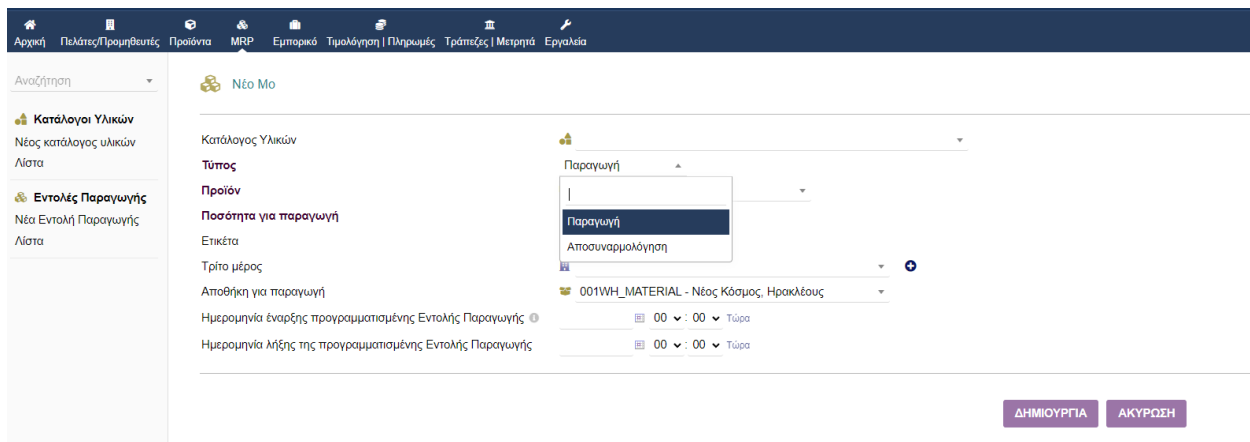 Αρχική Πελάτες/Προμηθευτές Προϊόντα MRP Εμπορικό Τιμολόγηση | Πληρωμές Τράπεζες | Μετρητά Εργαλεία
Αναζήτηση
Νέο Mo
Κατάλογοι Υλικών
Νέος κατάλογος υλικών
Λίστα
Εντολές Παραγωγής
Νέα Εντολή Παραγωγής
Λίστα
Κατάλογος Υλικών
Τύπος Παραγωγή
Προϊόν
Παραγωγή
Αποσυναρμολόγηση
Ποσότητα για παραγωγή
Ετικέτα
Τρίτο μέρος
Αποθήκη για παραγωγή 001WH_MATERIAL - Νέος Κόσμος, Ηρακλέους
Ημερομηνία έναρξης προγραμματισμένης Εντολής Παραγωγής 00 : 00 Τώρα
Ημερομηνία λήξης της προγραμματισμένης Εντολής Παραγωγής 00 : 00 Τώρα
ΔΗΜΙΟΥΡΓΙΑ ΑΚΥΡΩΣΗ